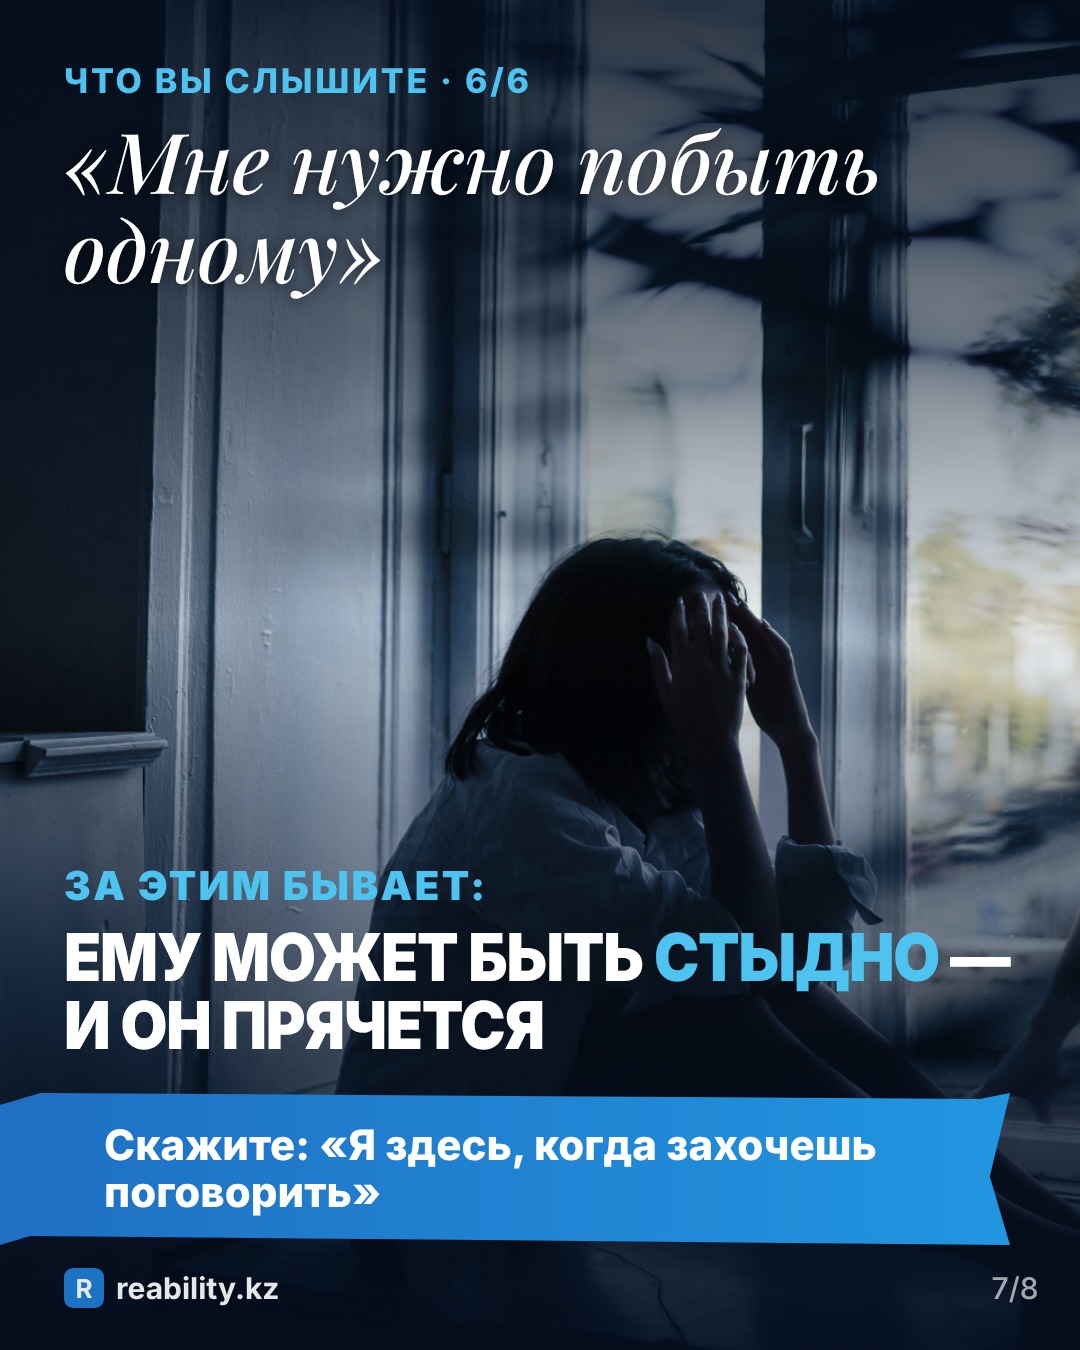 ЧТО ВЫ СЛЫШИТЕ · 6/6
«Мне нужно побыть
одному»
ЗА ЭТИМ БЫВАЕТ:
ЕМУ МОЖЕТ БЫТЬ СТЫДНО —
И ОН ПРЯЧЕТСЯ
Скажите: «Я здесь, когда захочешь
поговорить»
R reability.kz
7/8